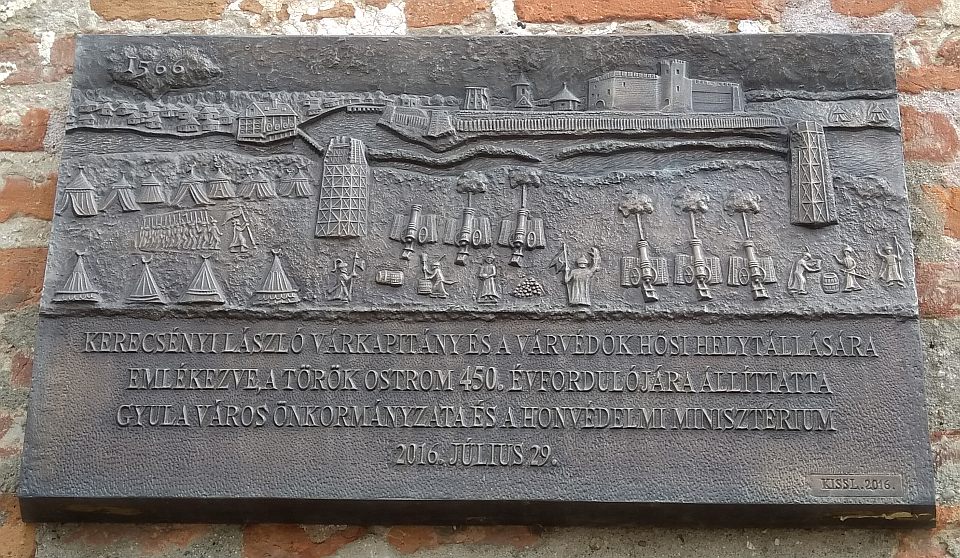 1566
KERECSÉNYI LÁSZLÓ VÁRKAPITÁNY ÉS A VÁRVÉDŐK HŐSI HELYTÁLLÁSÁRA
EMLÉKEZVE, A TÖRÖK OSTROM 450. ÉVFORDULÓJÁRA ÁLLÍTTATTA
GYULA VÁROS ÖNKORMÁNYZATA ÉS A HONVÉDELMI MINISZTÉRIUM
2016. JÚLIUS 29.
KISS L. 2016.